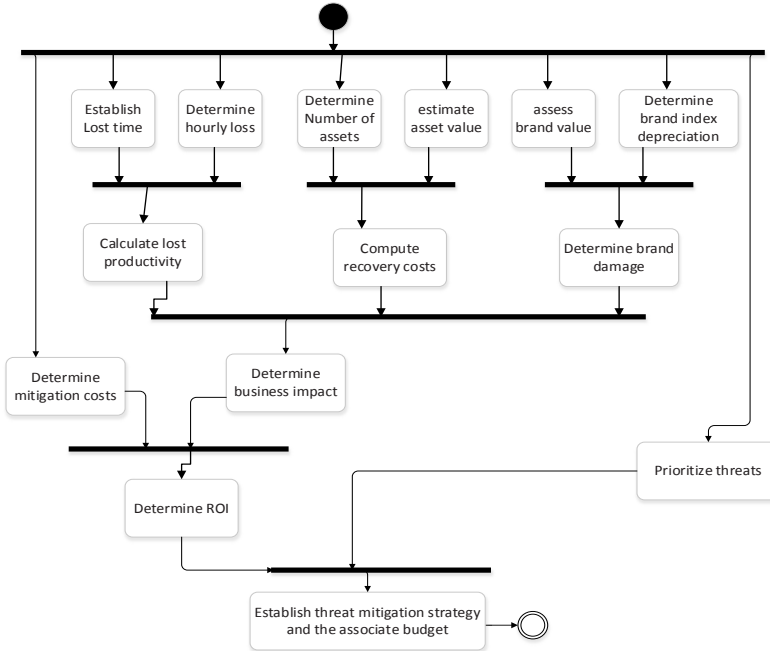 Establish
Lost time
Determine
hourly loss
Determine
Number of
assets
estimate
asset value
assess
brand value
Determine
brand index
depreciation
Calculate lost
productivity
Compute
recovery costs
Determine brand
damage
Determine
mitigation costs
Determine
business impact
Prioritize threats
Determine ROI
Establish threat mitigation strategy
and the associate budget